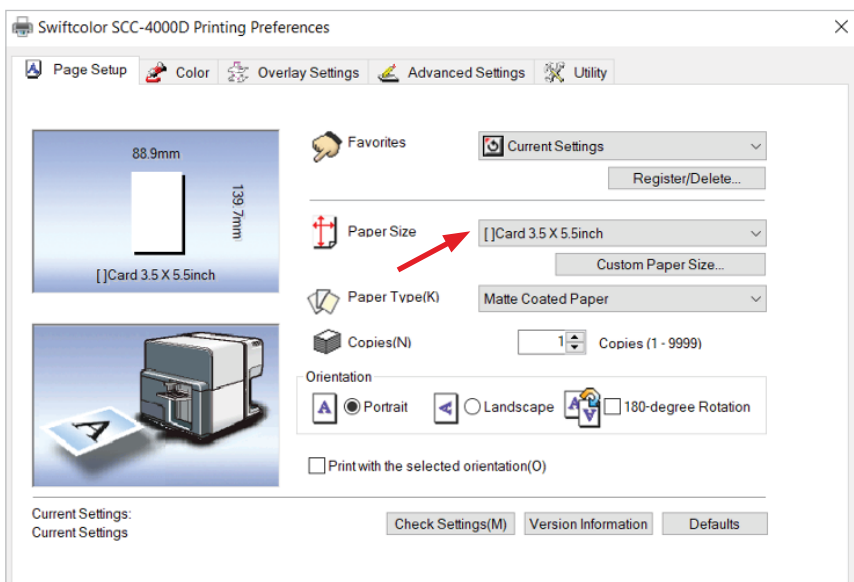 Swiftcolor SCC-4000D Printing Preferences
Page Setup
Color
Overlay Settings
Advanced Settings
Utility
88.9mm
139.7mm
[ ]Card 3.5 X 5.5inch
Favorites
Current Settings
Register/Delete...
Paper Size
[ ]Card 3.5 X 5.5inch
Custom Paper Size...
Paper Type(K)
Matte Coated Paper
Copies(N)
1
Copies (1 - 9999)
Orientation
A
Portrait
A
Landscape
A
A
180-degree Rotation
A
Print with the selected orientation(O)
Current Settings:
Current Settings
Check Settings(M)
Version Information
Defaults